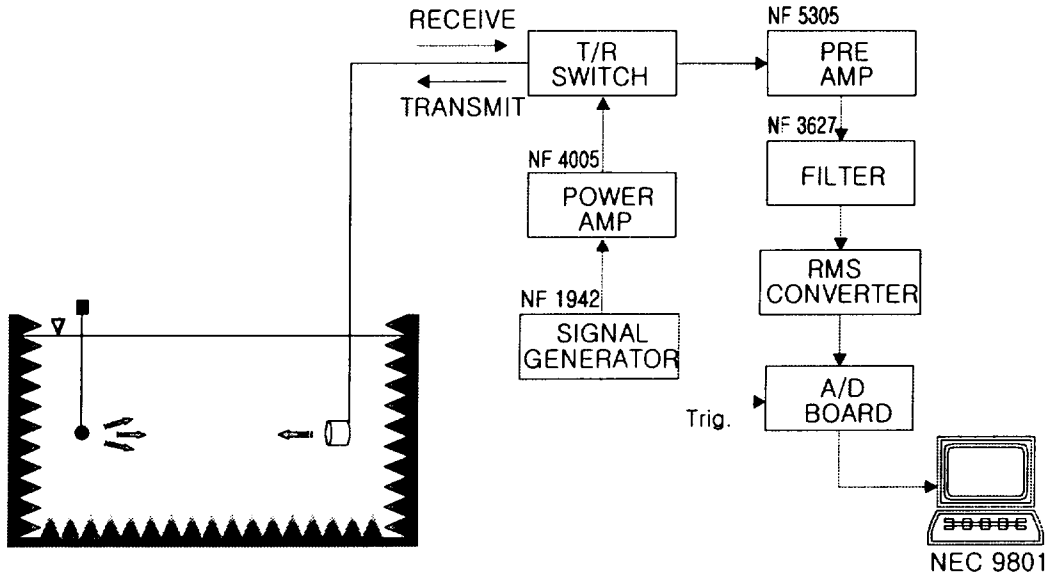 RECEIVE
TRANSMIT
T/R
SWITCH
NF 5305
PRE
AMP
NF 3627
FILTER
NF 4005
POWER
AMP
RMS
CONVERTER
NF 1942
SIGNAL
GENERATOR
A/D
BOARD
Trig.
NEC 9801